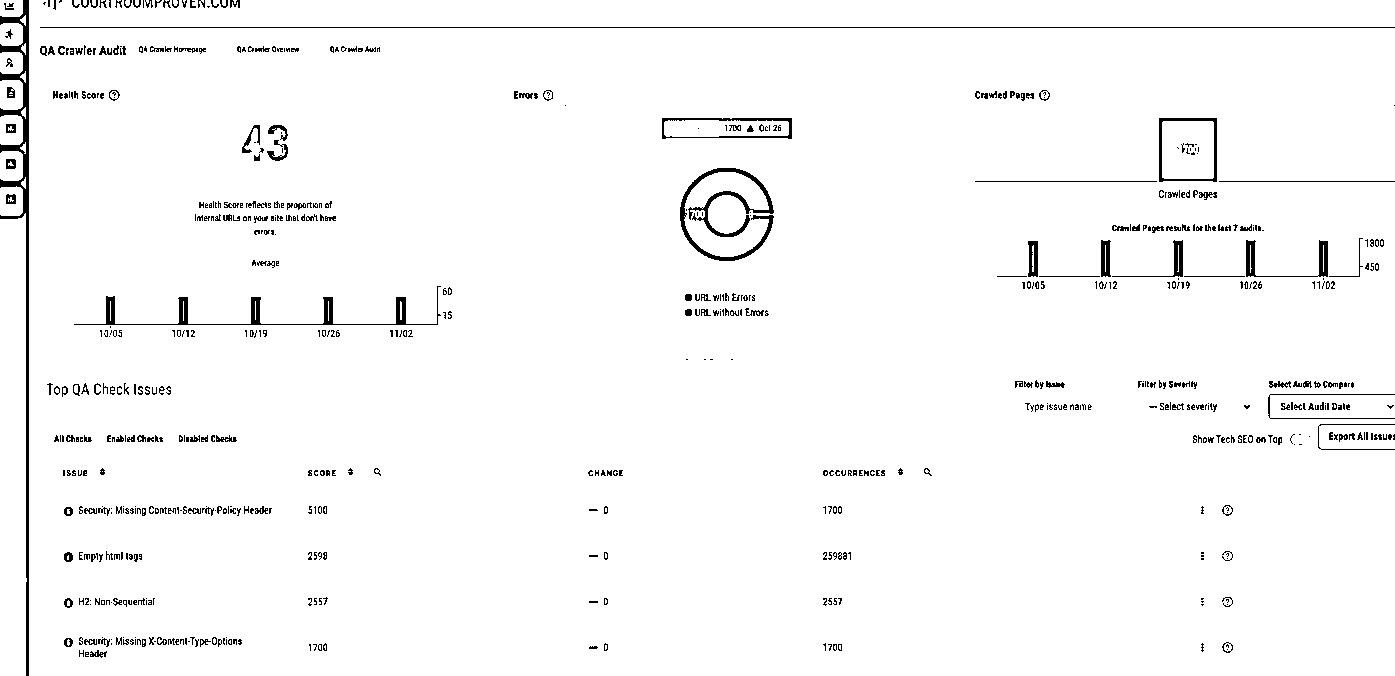 COURTROOMPROVEN.COM
QA Crawler Audit QA Crawler Homepage QA Crawler Overview QA Crawler Audit
Health Score
Errors
Crawled Pages
43
1700 ▲ Oct 26
1700
Crawled Pages
Health Score reflects the proportion of
internal URLs on your site that don't have
errors.
Average
60
15
10/05 10/12 10/19 10/26 11/02
1700
URL with Errors
URL without Errors
Crawled Pages results for the last 7 audits.
1800
450
10/05 10/12 10/19 10/26 11/02
Top QA Check Issues
Filter by Issue Filter by Severity Select Audit to Compare
Type issue name — Select severity Select Audit Date
All Checks Enabled Checks Disabled Checks
Show Tech SEO on Top Export All Issues
ISSUE SCORE CHANGE OCCURRENCES
Security: Missing Content-Security-Policy Header 5100 — 0 1700
Empty html tags 2598 — 0 259881
H2: Non-Sequential 2557 — 0 2557
Security: Missing X-Content-Type-Options
Header 1700 — 0 1700